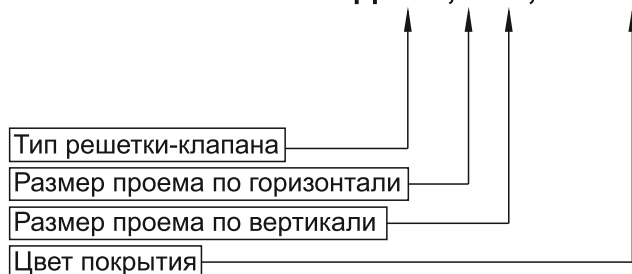 Тип решетки-клапана
Размер проема по горизонтали
Размер проема по вертикали
Цвет покрытия